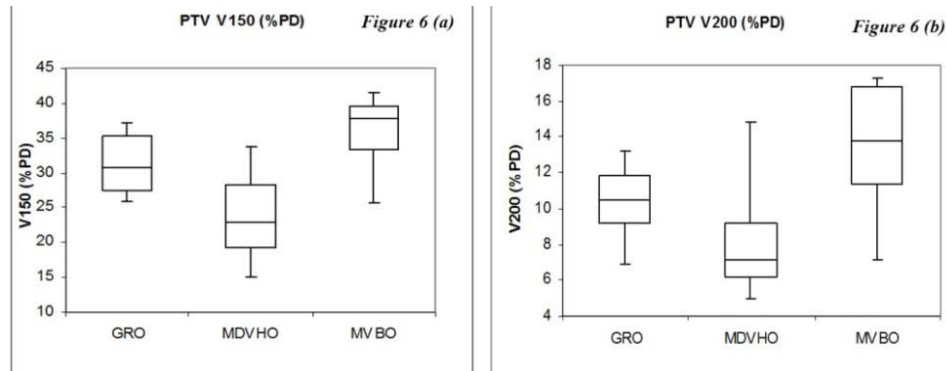 PTV V150 (%PD)
Figure 6 (a)
V150 (%PD)
45
40
35
30
25
20
15
10
GRO
MDVHO
MVBO
PTV V200 (%PD)
Figure 6 (b)
V200 (%PD)
18
16
14
12
10
8
6
4
GRO
MDVHO
MVBO